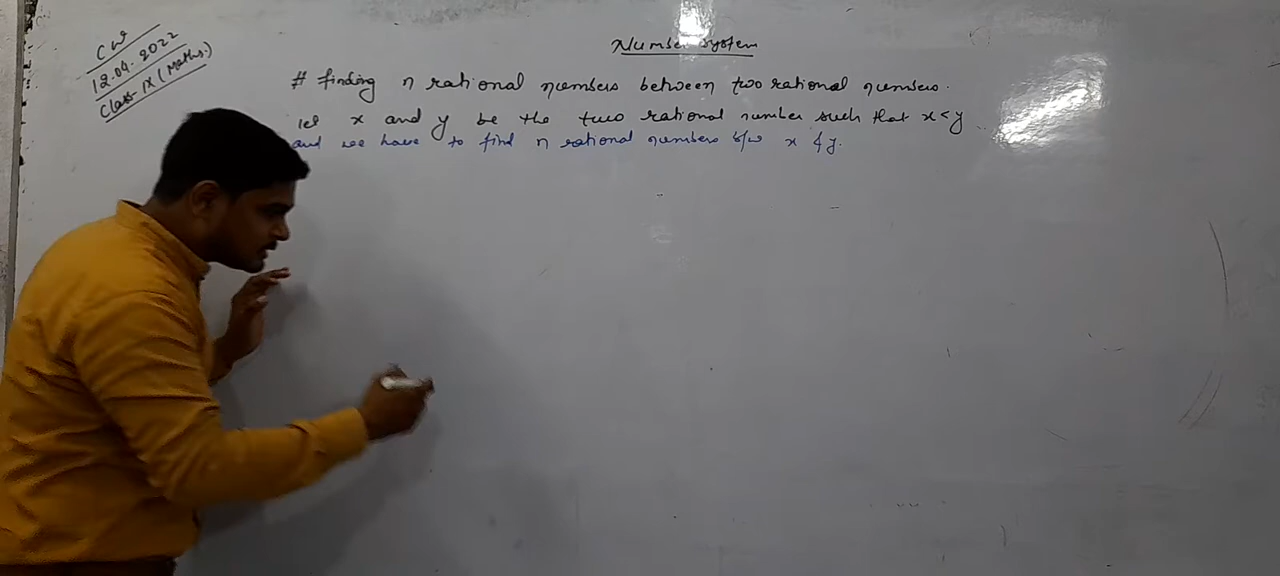 CW
12.04.2022
Class-IX (Maths.)
Number System
# finding n rational numbers between two rational numbers.
let x and y be the two rational number such that x < y
and we have to find n rational numbers b/w x & y.